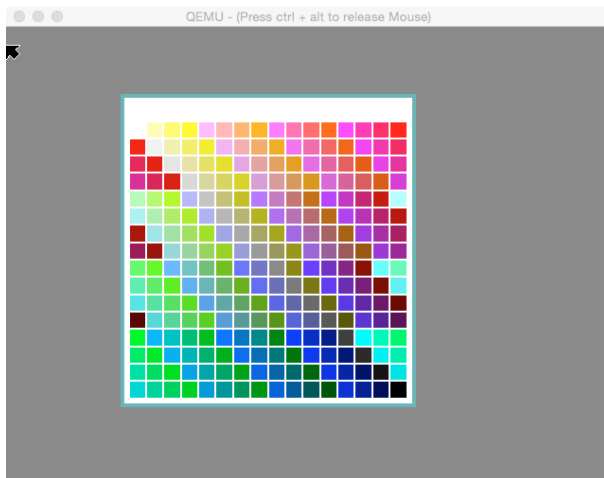 QEMU - (Press ctrl + alt to release Mouse)